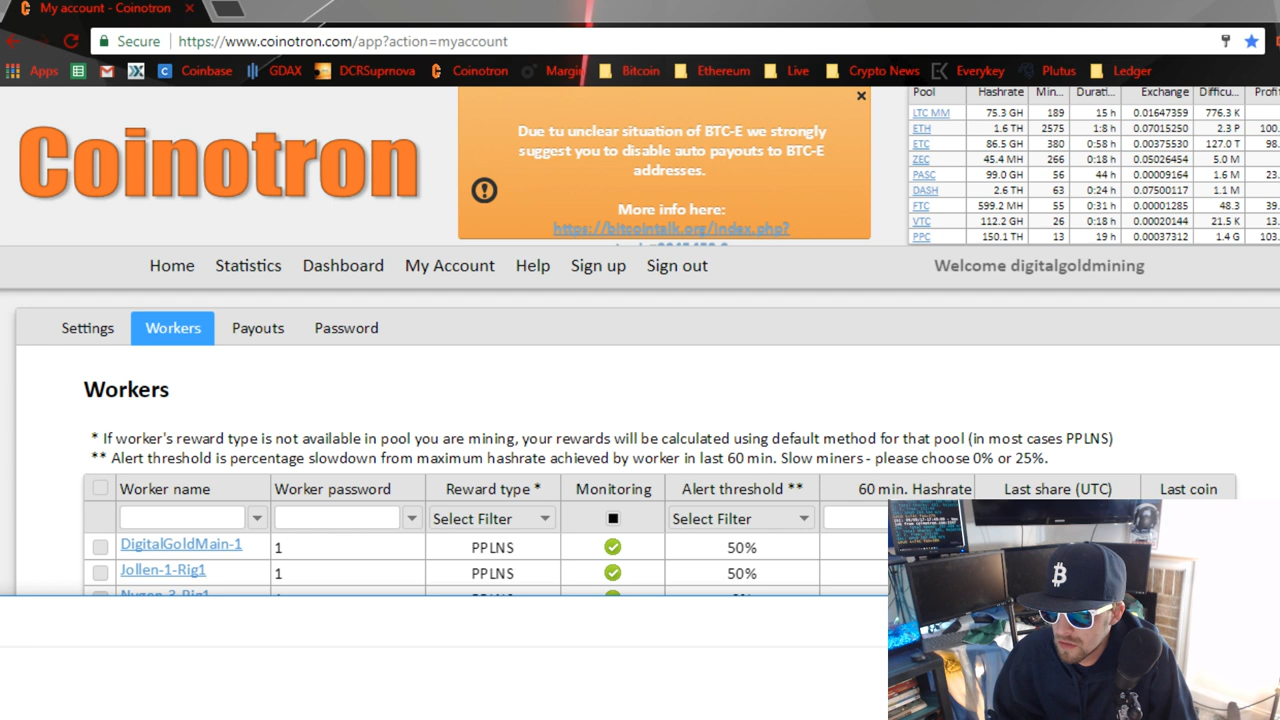 My account - Coinotron
Secure https://www.coinotron.com/app?action=myaccount
Apps Coinbase GDAX DCRSuprnova Coinotron Margin Bitcoin Ethereum Live Crypto News Everykey Plutus Ledger
Coinotron
Due tu unclear situation of BTC-E we strongly
suggest you to disable auto payouts to BTC-E
addresses.
More info here:
https://bitcointalk.org/index.php?
Pool Hashrate Min... Durati... Exchange Difficu... Profit
LTC MM 75.3 GH 189 15 h 0.01647359 776.3 K
ETH 1.6 TH 2575 1:8 h 0.07015250 2.3 P 100.
ETC 86.5 GH 380 0:58 h 0.00375530 127.0 T 98.
ZEC 45.4 MH 266 0:18 h 0.05026454 5.0 M
PASC 99.0 GH 56 44 h 0.00009164 1.6 M 23.
DASH 2.6 TH 63 0:24 h 0.07500117 1.1 M
FTC 599.2 MH 55 0:31 h 0.00001285 48.3 39.
VTC 112.2 GH 26 0:18 h 0.00020144 21.5 K 13.
PPC 150.1 TH 13 19 h 0.00037312 1.4 G 103.
Home Statistics Dashboard My Account Help Sign up Sign out Welcome digitalgoldmining
Settings Workers Payouts Password
Workers
* If worker's reward type is not available in pool you are mining, your rewards will be calculated using default method for that pool (in most cases PPLNS)
** Alert threshold is percentage slowdown from maximum hashrate achieved by worker in last 60 min. Slow miners - please choose 0% or 25%.
Worker name Worker password Reward type * Monitoring Alert threshold ** 60 min. Hashrate Last share (UTC) Last coin
Select Filter Select Filter
DigitalGoldMain-1 1 PPLNS 50%
Jollen-1-Rig1 1 PPLNS 50%